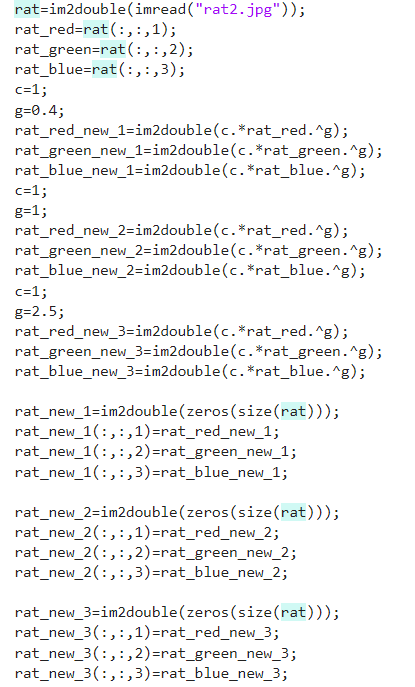 rat=im2double(imread("rat2.jpg"));
rat_red=rat(:,:,1);
rat_green=rat(:,:,2);
rat_blue=rat(:,:,3);
c=1;
g=0.4;
rat_red_new_1=im2double(c.*rat_red.^g);
rat_green_new_1=im2double(c.*rat_green.^g);
rat_blue_new_1=im2double(c.*rat_blue.^g);
c=1;
g=1;
rat_red_new_2=im2double(c.*rat_red.^g);
rat_green_new_2=im2double(c.*rat_green.^g);
rat_blue_new_2=im2double(c.*rat_blue.^g);
c=1;
g=2.5;
rat_red_new_3=im2double(c.*rat_red.^g);
rat_green_new_3=im2double(c.*rat_green.^g);
rat_blue_new_3=im2double(c.*rat_blue.^g);

rat_new_1=im2double(zeros(size(rat)));
rat_new_1(:,:,1)=rat_red_new_1;
rat_new_1(:,:,2)=rat_green_new_1;
rat_new_1(:,:,3)=rat_blue_new_1;

rat_new_2=im2double(zeros(size(rat)));
rat_new_2(:,:,1)=rat_red_new_2;
rat_new_2(:,:,2)=rat_green_new_2;
rat_new_2(:,:,3)=rat_blue_new_2;

rat_new_3=im2double(zeros(size(rat)));
rat_new_3(:,:,1)=rat_red_new_3;
rat_new_3(:,:,2)=rat_green_new_3;
rat_new_3(:,:,3)=rat_blue_new_3;